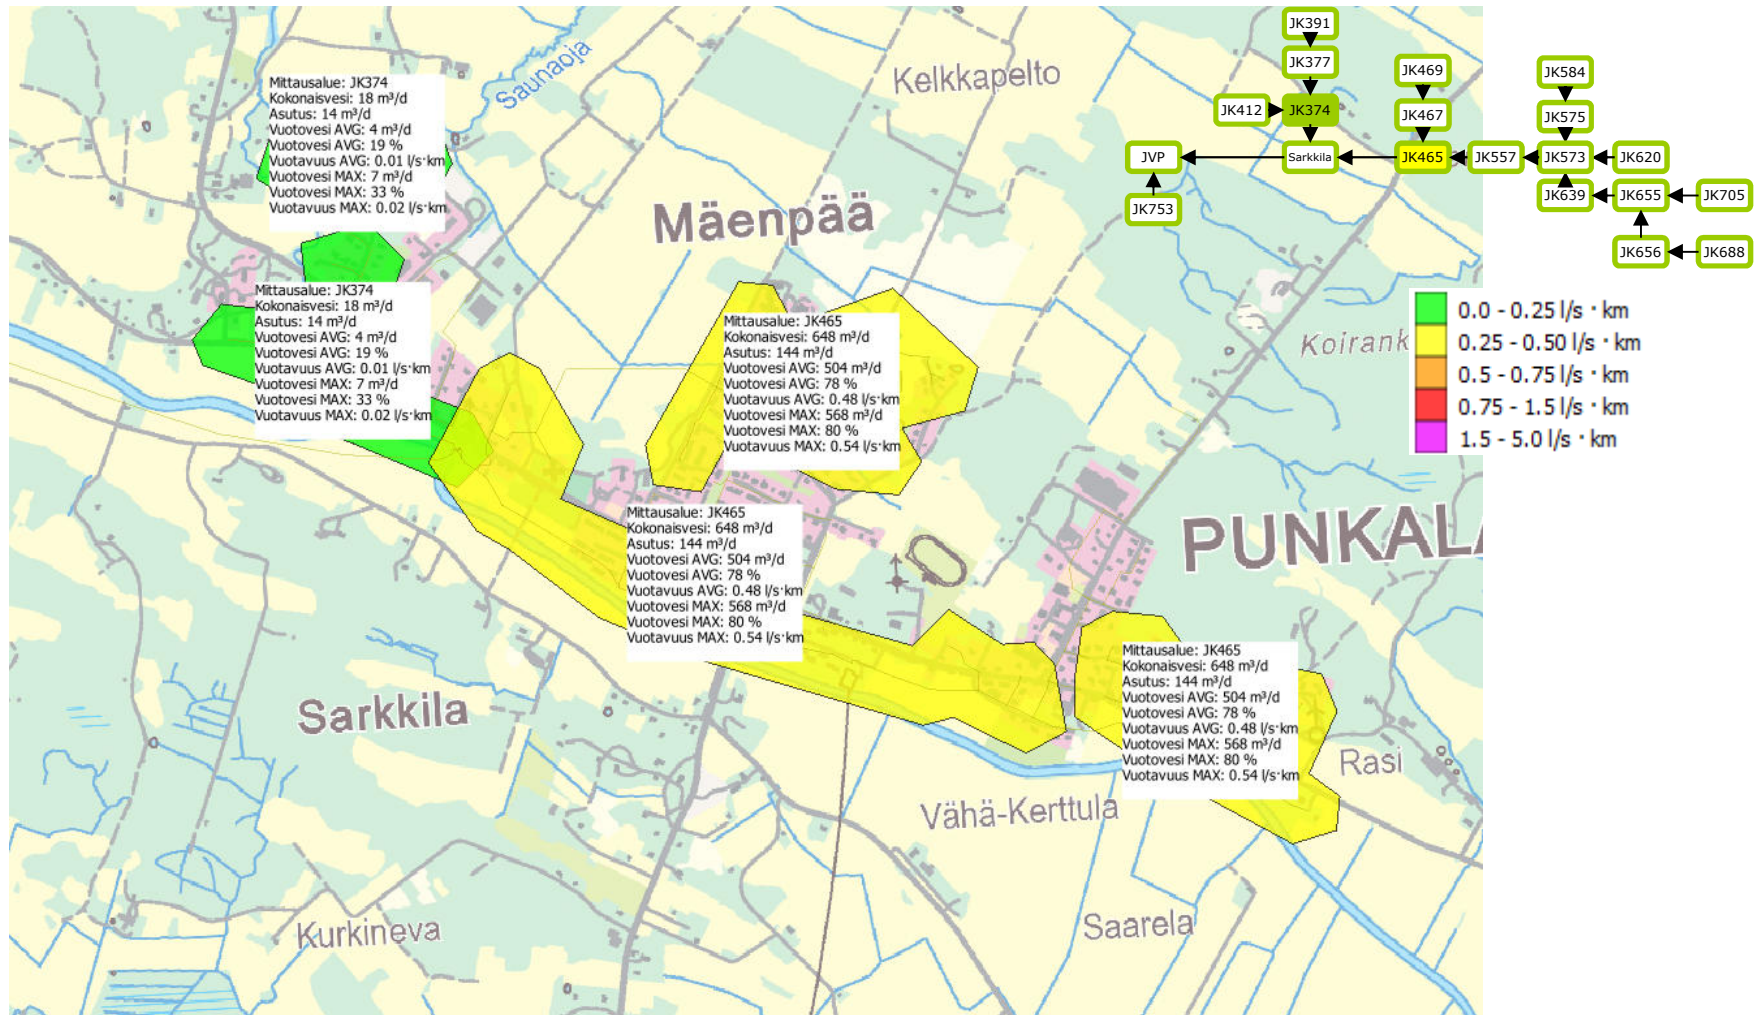 JK391
JK377
JK469
JK584
JK412
JK374
JK467
JK575
JVP
Sarkkila
JK465
JK557
JK573
JK620
JK753
JK639
JK655
JK705
JK656
JK688
0.0 - 0.25 l/s · km
0.25 - 0.50 l/s · km
0.5 - 0.75 l/s · km
0.75 - 1.5 l/s · km
1.5 - 5.0 l/s · km
Saunaoja
Kelkkapelto
Mittausalue: JK374
Kokonaisvesi: 18 m³/d
Asutus: 14 m³/d
Vuotovesi AVG: 4 m³/d
Vuotovesi AVG: 19 %
Vuotavuus AVG: 0.01 l/s·km
Vuotovesi MAX: 7 m³/d
Vuotovesi MAX: 33 %
Vuotavuus MAX: 0.02 l/s·km
Mäenpää
Mittausalue: JK374
Kokonaisvesi: 18 m³/d
Asutus: 14 m³/d
Vuotovesi AVG: 4 m³/d
Vuotovesi AVG: 19 %
Vuotavuus AVG: 0.01 l/s·km
Vuotovesi MAX: 7 m³/d
Vuotovesi MAX: 33 %
Vuotavuus MAX: 0.02 l/s·km
Mittausalue: JK465
Kokonaisvesi: 648 m³/d
Asutus: 144 m³/d
Vuotovesi AVG: 504 m³/d
Vuotovesi AVG: 78 %
Vuotavuus AVG: 0.48 l/s·km
Vuotovesi MAX: 568 m³/d
Vuotovesi MAX: 80 %
Vuotavuus MAX: 0.54 l/s·km
Koirank
PUNKALA
Mittausalue: JK465
Kokonaisvesi: 648 m³/d
Asutus: 144 m³/d
Vuotovesi AVG: 504 m³/d
Vuotovesi AVG: 78 %
Vuotavuus AVG: 0.48 l/s·km
Vuotovesi MAX: 568 m³/d
Vuotovesi MAX: 80 %
Vuotavuus MAX: 0.54 l/s·km
Mittausalue: JK465
Kokonaisvesi: 648 m³/d
Asutus: 144 m³/d
Vuotovesi AVG: 504 m³/d
Vuotovesi AVG: 78 %
Vuotavuus AVG: 0.48 l/s·km
Vuotovesi MAX: 568 m³/d
Vuotovesi MAX: 80 %
Vuotavuus MAX: 0.54 l/s·km
Sarkkila
Rasi
Vähä-Kerttula
Kurkineva
Saarela